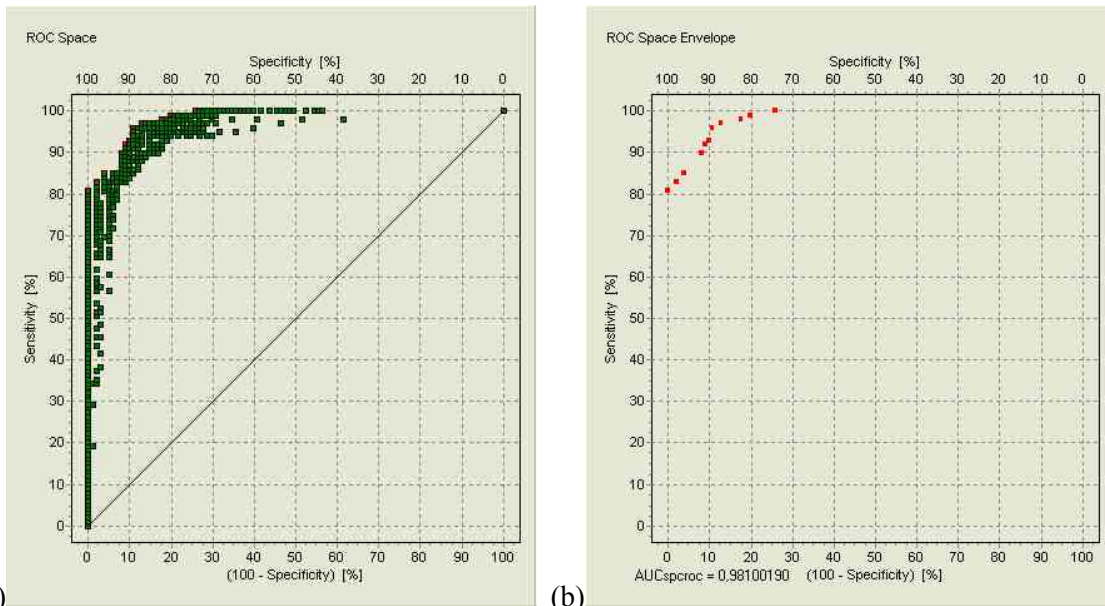 ROC Space
Specificity [%]
100 90 80 70 60 50 40 30 20 10 0
100
90
80
70
60
50
40
30
20
10
0
Sensitivity [%]
0 10 20 30 40 50 60 70 80 90 100
(100 - Specificity) [%]
)
ROC Space Envelope
Specificity [%]
100 90 80 70 60 50 40 30 20 10 0
100
90
80
70
60
50
40
30
20
10
0
Sensitivity [%]
0 10 20 30 40 50 60 70 80 90 100
AUCspcroc = 0,98100190 (100 - Specificity) [%]
(b)